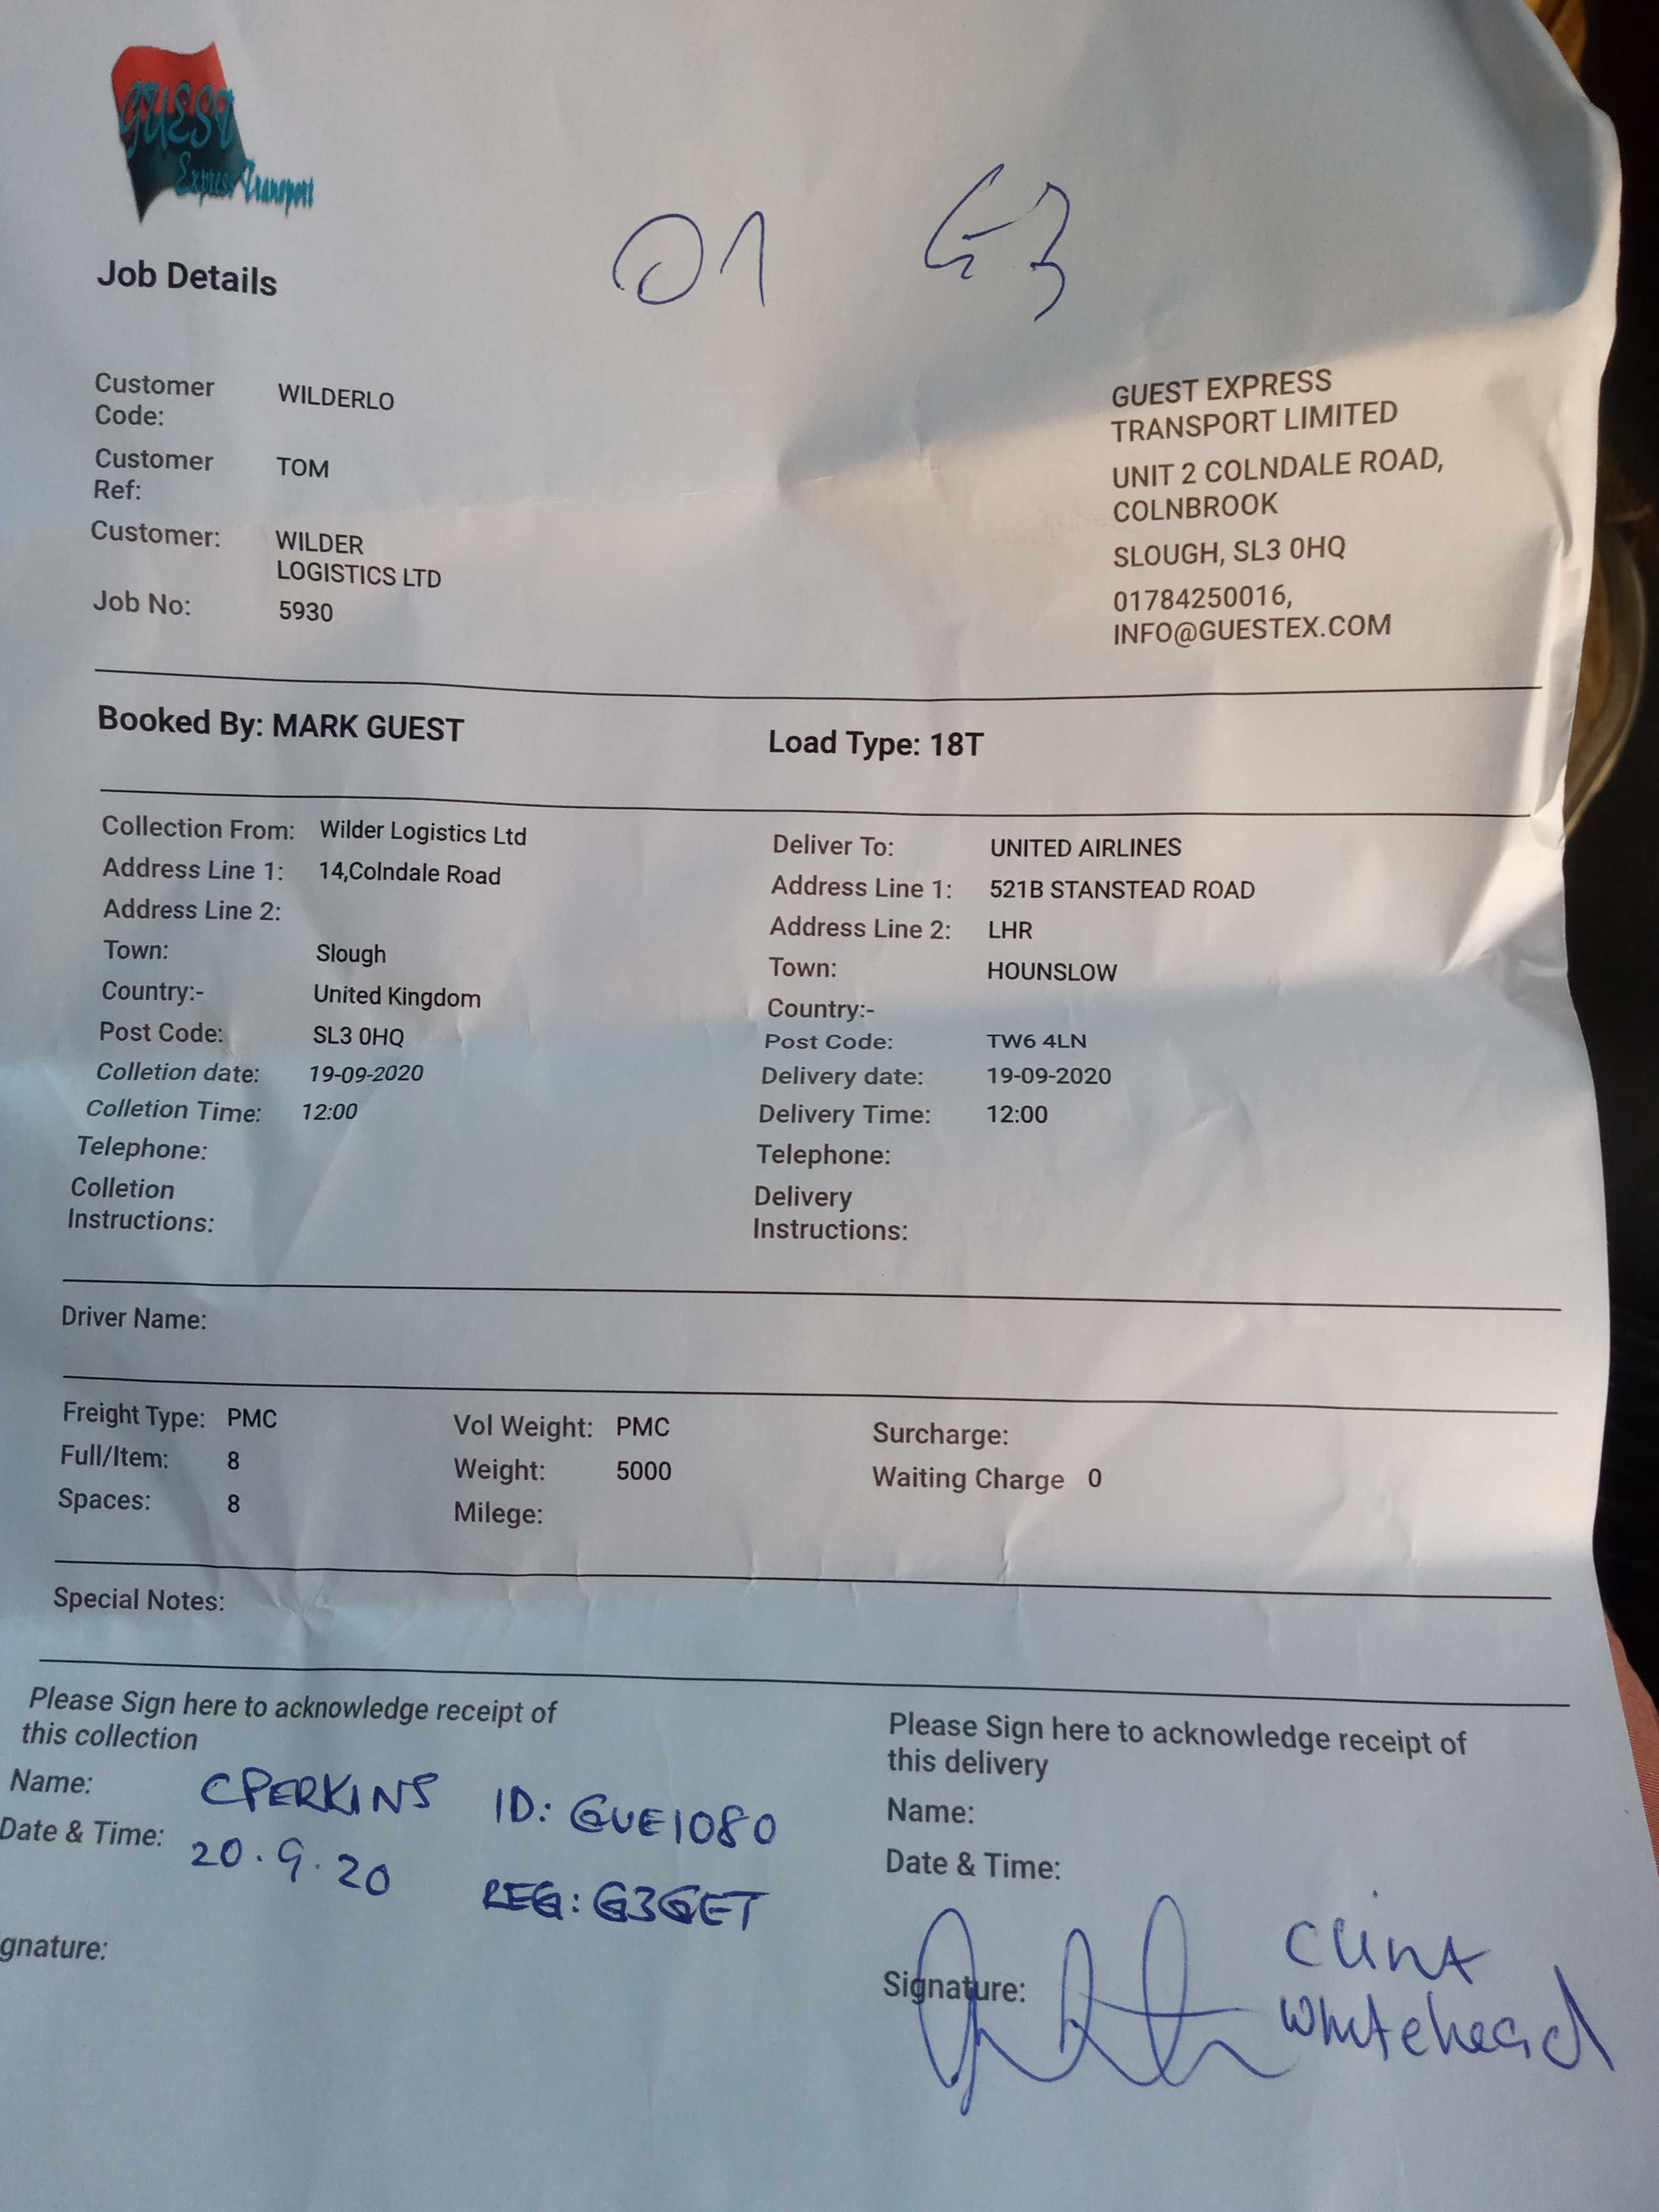 GUEST
Express Transport
01 G3
Job Details
Customer Code: WILDERLO
Customer Ref: TOM
Customer: WILDER LOGISTICS LTD
Job No: 5930
GUEST EXPRESS
TRANSPORT LIMITED
UNIT 2 COLNDALE ROAD,
COLNBROOK
SLOUGH, SL3 0HQ
01784250016,
INFO@GUESTEX.COM
Booked By: MARK GUEST
Load Type: 18T
Collection From: Wilder Logistics Ltd
Address Line 1: 14,Colndale Road
Address Line 2:
Town: Slough
Country:- United Kingdom
Post Code: SL3 0HQ
Colletion date: 19-09-2020
Colletion Time: 12:00
Telephone:
Colletion
Instructions:
Deliver To: UNITED AIRLINES
Address Line 1: 521B STANSTEAD ROAD
Address Line 2: LHR
Town: HOUNSLOW
Country:-
Post Code: TW6 4LN
Delivery date: 19-09-2020
Delivery Time: 12:00
Telephone:
Delivery
Instructions:
Driver Name:
Freight Type: PMC
Full/Item: 8
Spaces: 8
Vol Weight: PMC
Weight: 5000
Milege:
Surcharge:
Waiting Charge 0
Special Notes:
Please Sign here to acknowledge receipt of
this collection
Name: CPERKINS ID: GUE1080
Date & Time: 20.9.20 REG: G3GET
gnature:
Please Sign here to acknowledge receipt of
this delivery
Name:
Date & Time:
Signature: Clint
Whitehead